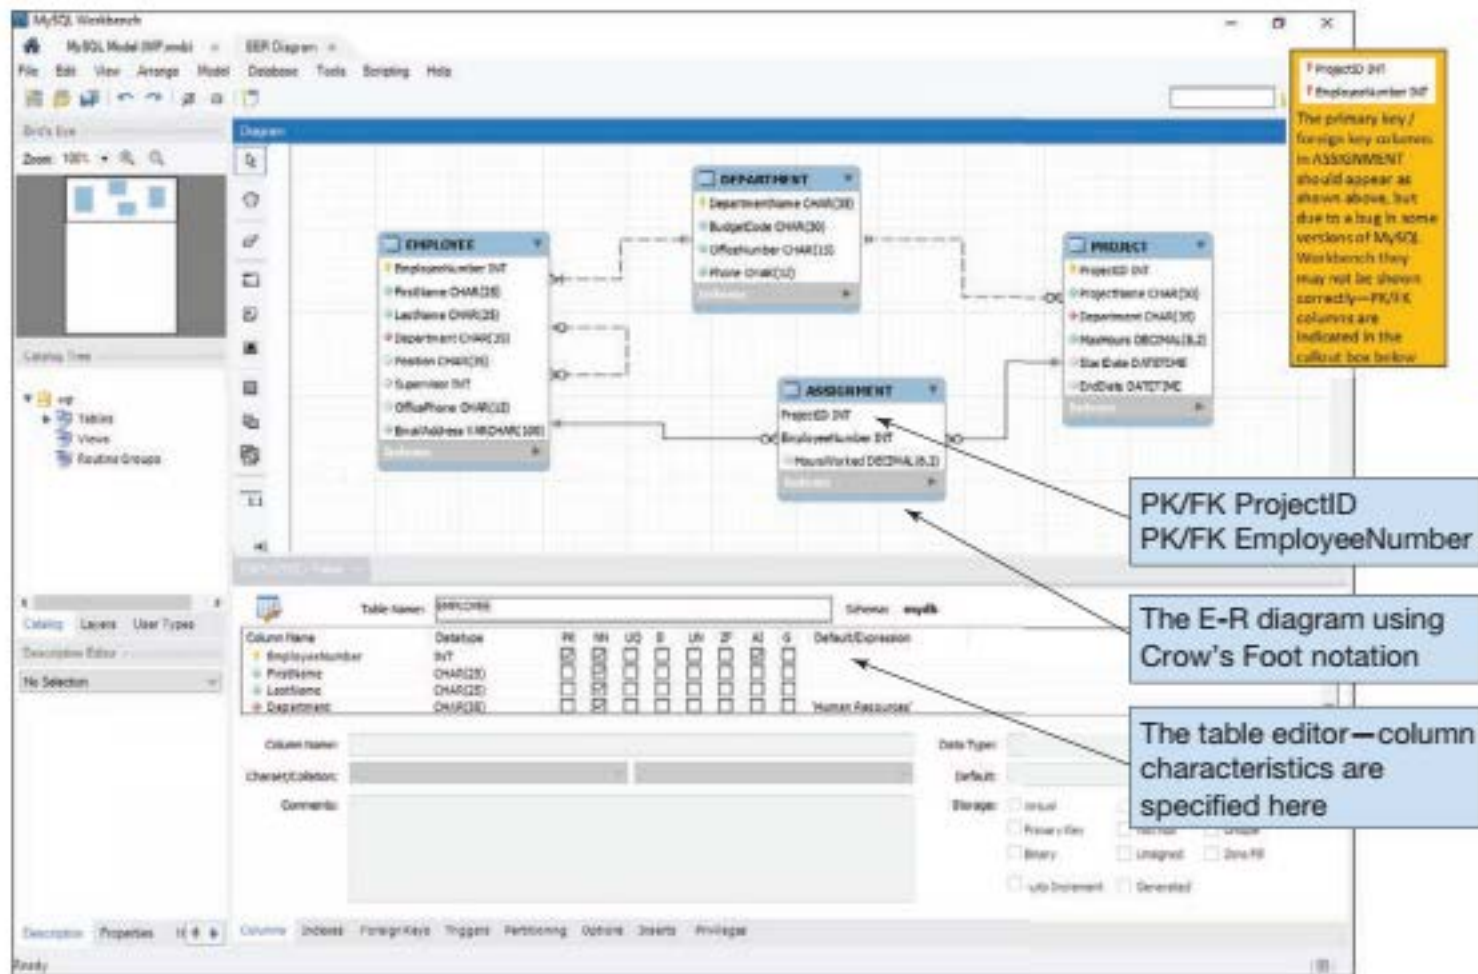 MySQL Workbench
MySQL Model (WP.mwb)
EER Diagram
File Edit View Arrange Model Database Tools Scripting Help
Bird's Eye
Zoom: 100%
Diagram
DEPARTMENT
DepartmentName CHAR(35)
BudgetCode CHAR(30)
OfficeNumber CHAR(15)
Phone CHAR(12)
Indexes
EMPLOYEE
EmployeeNumber INT
FirstName CHAR(25)
LastName CHAR(25)
Department CHAR(35)
Position CHAR(35)
Supervisor INT
OfficePhone CHAR(12)
EmailAddress VARCHAR(100)
Indexes
PROJECT
ProjectID INT
ProjectName CHAR(50)
Department CHAR(35)
MaxHours DECIMAL(8,2)
StartDate DATETIME
EndDate DATETIME
Indexes
ASSIGNMENT
ProjectID INT
EmployeeNumber INT
HoursWorked DECIMAL(6,2)
Indexes
ProjectID INT
EmployeeNumber INT
The primary key /
foreign key columns
in ASSIGNMENT
should appear as
shown above, but
due to a bug in some
versions of MySQL
Workbench they
may not be shown
correctly—PK/FK
columns are
indicated in the
callout box below
PK/FK ProjectID
PK/FK EmployeeNumber
The E-R diagram using
Crow's Foot notation
The table editor—column
characteristics are
specified here
Catalog Tree
wp
Tables
Views
Routine Groups
Catalog Layers User Types
Description Editor
No Selection
EMPLOYEE - Table
Table Name: EMPLOYEE Schema: mydb
Column Name Datatype PK NN UQ B UN ZF AI G Default/Expression
EmployeeNumber INT
FirstName CHAR(25)
LastName CHAR(25)
Department CHAR(35) 'Human Resources'
Column Name: Data Type:
Charset/Collation: Default:
Comments: Storage: Virtual
Primary Key Not Null Unique
Binary Unsigned Zero Fill
Auto Increment Generated
Description Properties
Columns Indexes Foreign Keys Triggers Partitioning Options Inserts Privileges
Ready